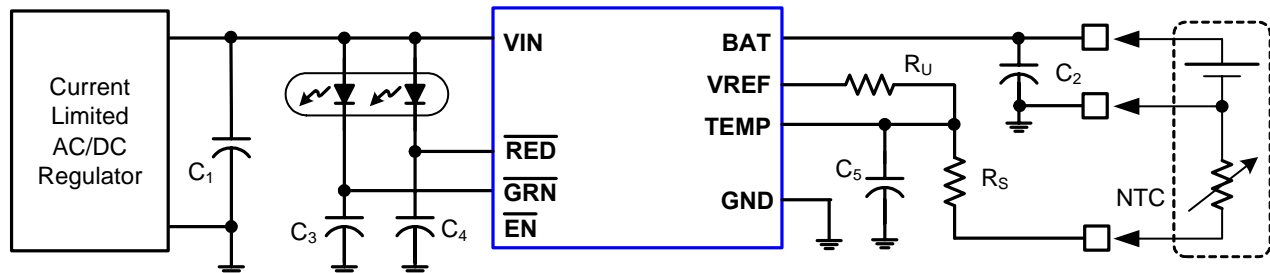 Current
Limited
AC/DC
Regulator
C1
C3
C4
VIN
RED
GRN
EN
BAT
VREF
TEMP
GND
RU
C5
RS
C2
NTC